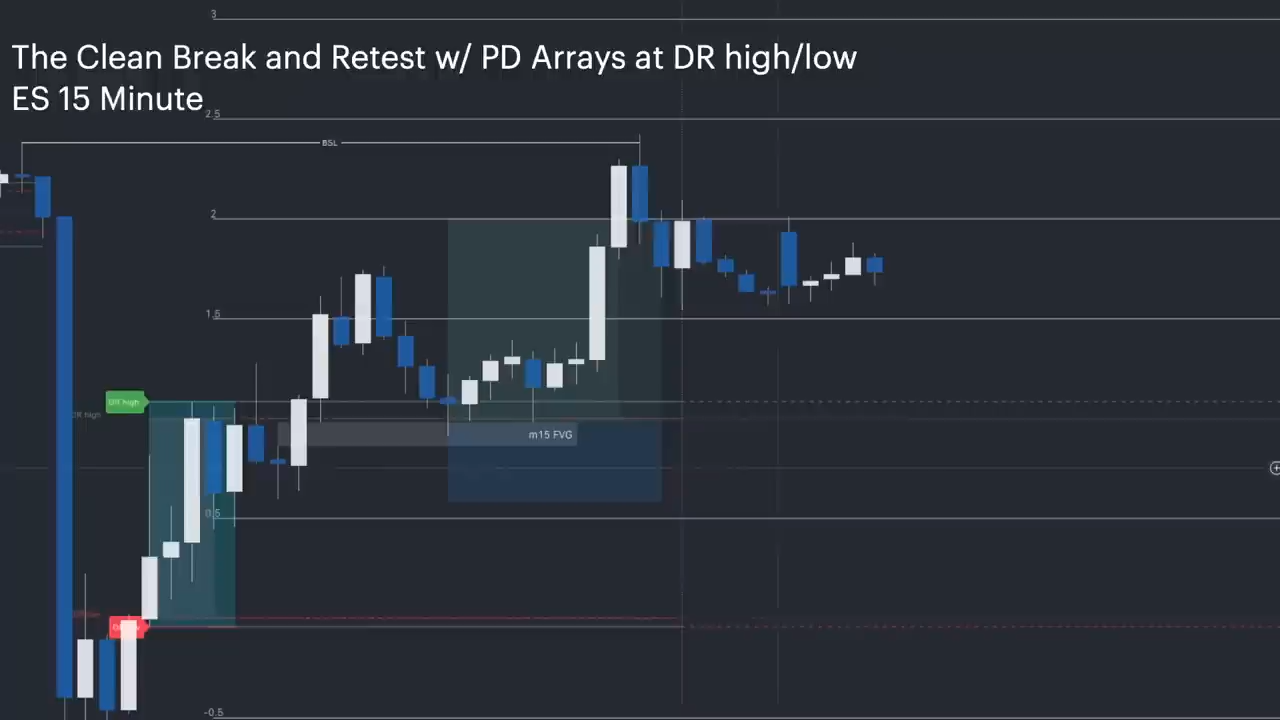 3
The Clean Break and Retest w/ PD Arrays at DR high/low
ES 15 Minute
2.5
BSL
2
1.5
DR high
m15 FVG
0.5
-0.5